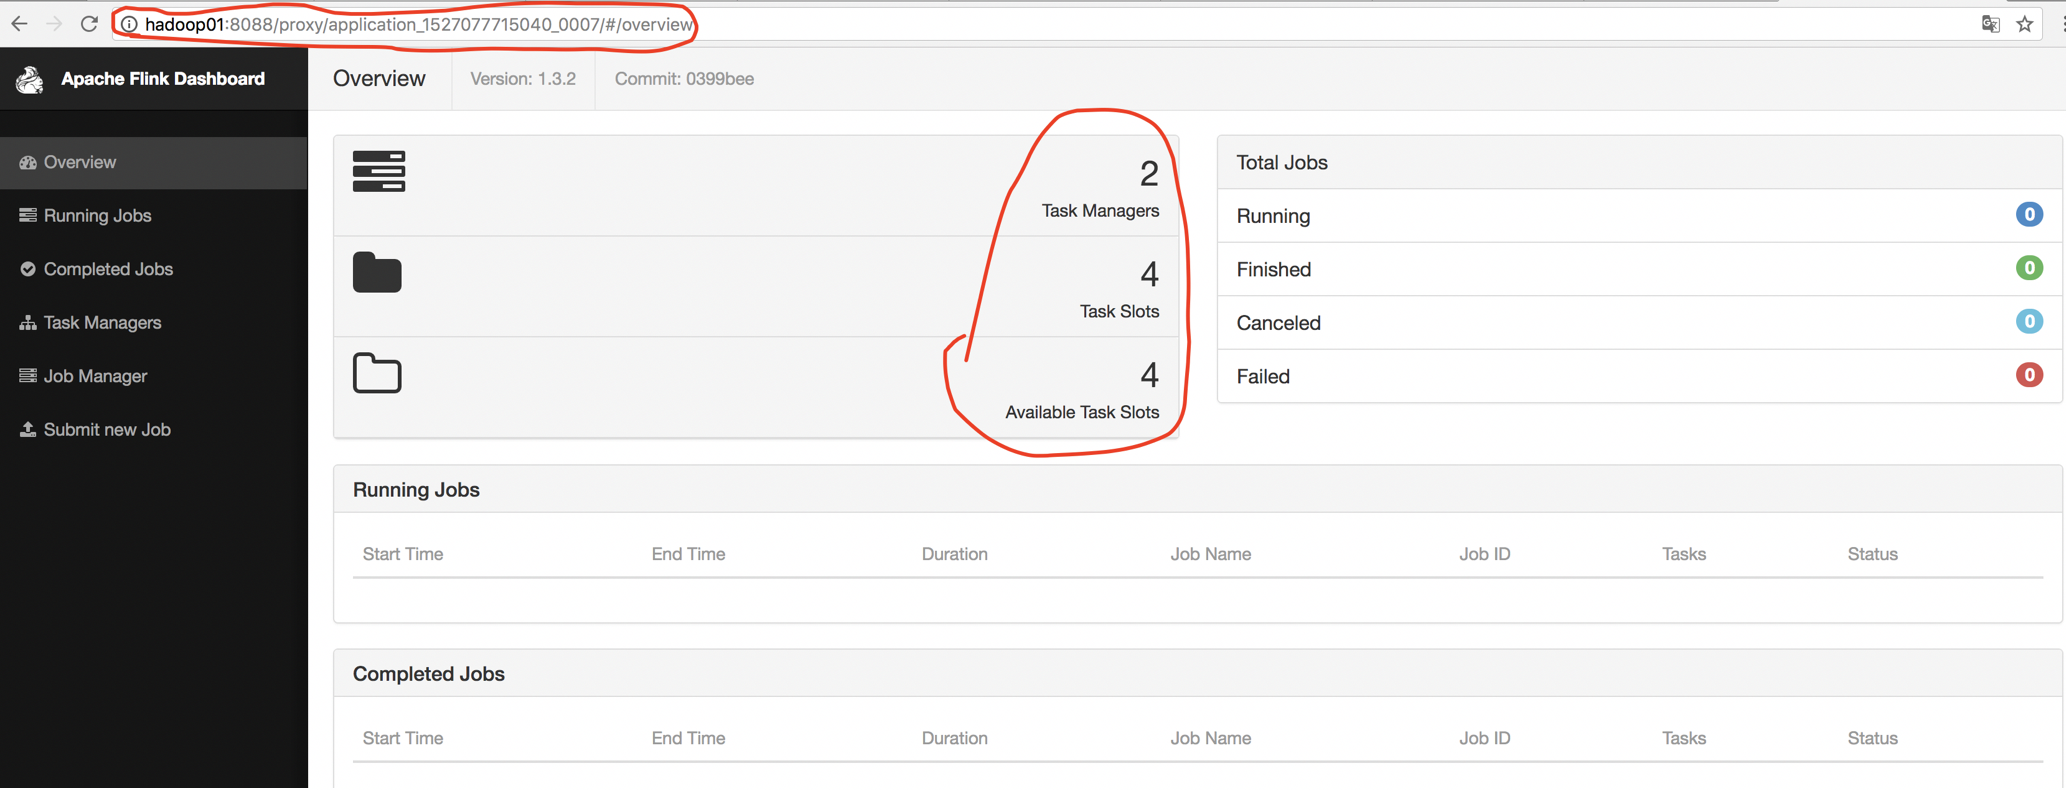 hadoop01:8088/proxy/application_1527077715040_0007/#/overview
Apache Flink Dashboard
Overview
Version: 1.3.2
Commit: 0399bee
Overview
Running Jobs
Completed Jobs
Task Managers
Job Manager
Submit new Job
2
Task Managers
4
Task Slots
4
Available Task Slots
Total Jobs
Running 0
Finished 0
Canceled 0
Failed 0
Running Jobs
Start Time End Time Duration Job Name Job ID Tasks Status
Completed Jobs
Start Time End Time Duration Job Name Job ID Tasks Status